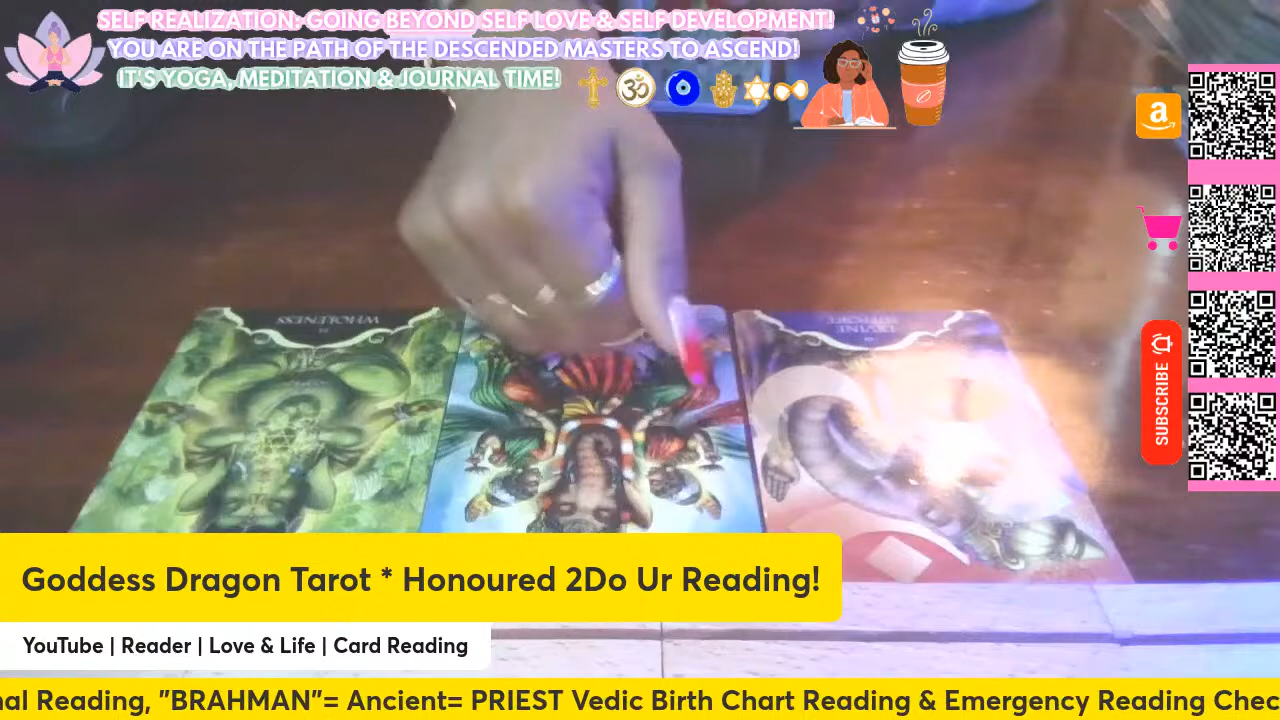 SELF REALIZATION: GOING BEYOND SELF LOVE & SELF DEVELOPMENT!
YOU ARE ON THE PATH OF THE DESCENDED MASTERS TO ASCEND!
IT'S YOGA, MEDITATION & JOURNAL TIME!
ॐ
a
SUBSCRIBE
WHOLENESS
DIVINE
Goddess Dragon Tarot * Honoured 2Do Ur Reading!
YouTube | Reader | Love & Life | Card Reading
nal Reading, "BRAHMAN"= Ancient= PRIEST Vedic Birth Chart Reading & Emergency Reading Chec